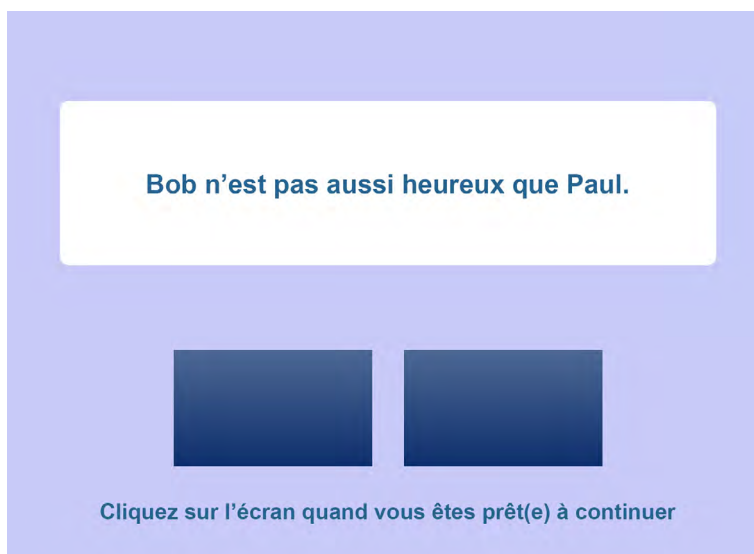 Bob n’est pas aussi heureux que Paul.
Cliquez sur l’écran quand vous êtes prêt(e) à continuer